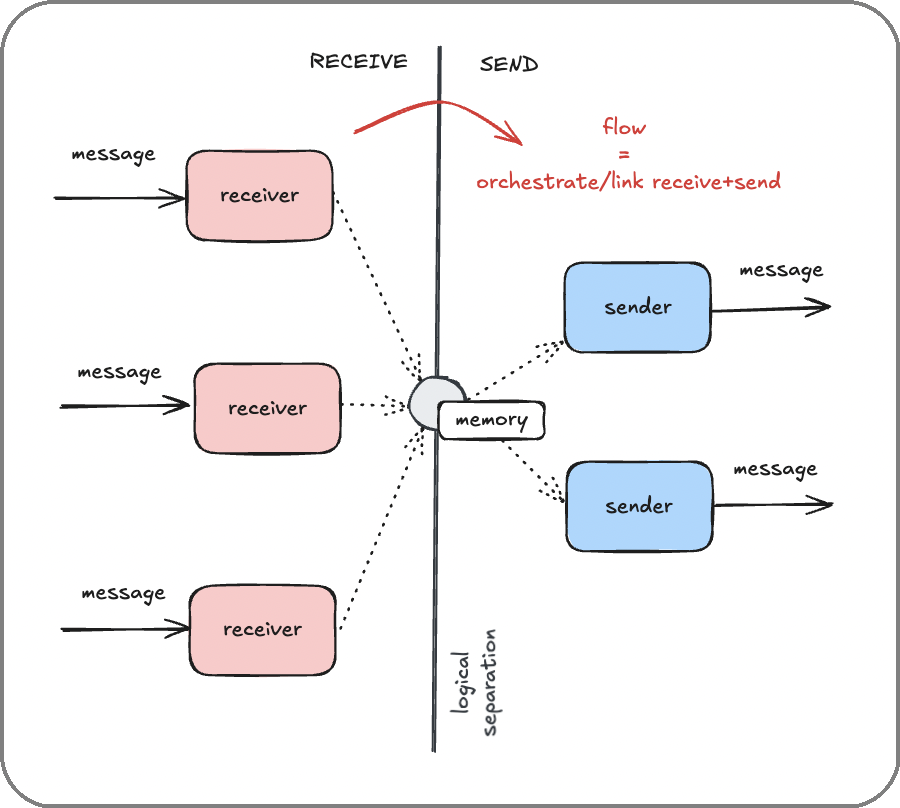 RECEIVE
SEND
flow
=
orchestrate/link receive+send
message
receiver
message
sender
message
receiver
memory
message
sender
message
receiver
logical
separation